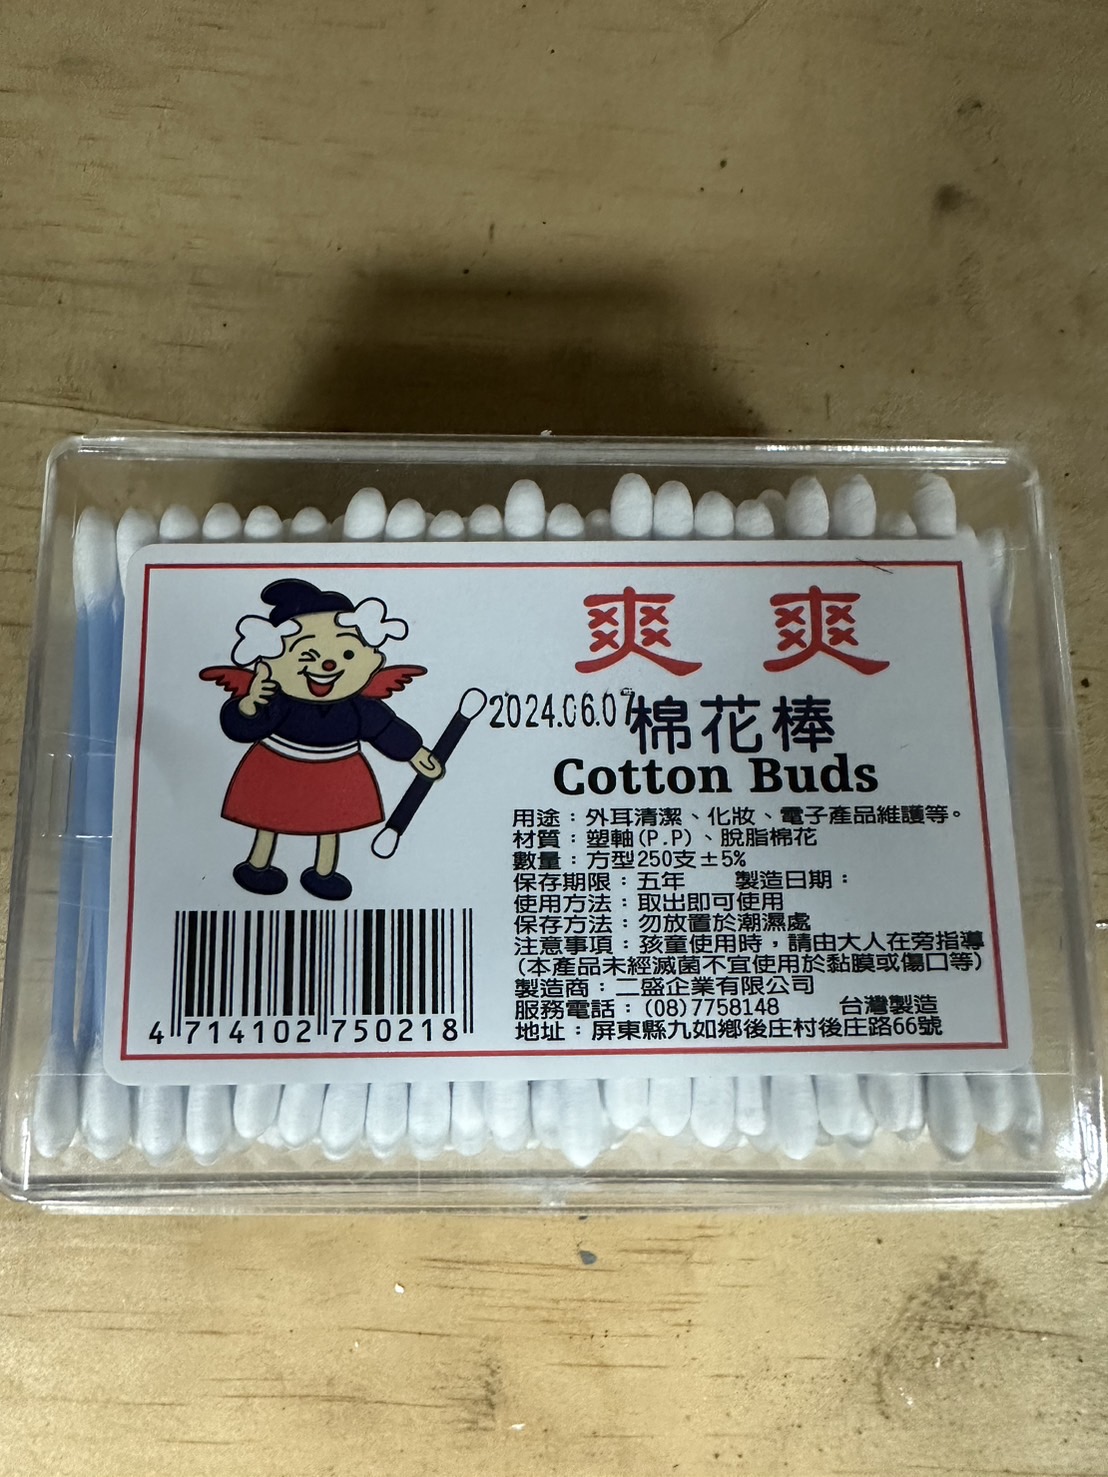 爽 爽
2024.06.07
棉花棒
Cotton Buds
用途：外耳清潔、化妝、電子產品維護等。
材質：塑軸(P.P)、脫脂棉花
數量：方型250支±5%
保存期限：五年 製造日期：
使用方法：取出即可使用
保存方法：勿放置於潮濕處
注意事項：孩童使用時，請由大人在旁指導
(本產品未經滅菌不宜使用於黏膜或傷口等)
製造商：二盛企業有限公司
服務電話：(08)7758148 台灣製造
地址：屏東縣九如鄉後庄村後庄路66號
4 714102 750218